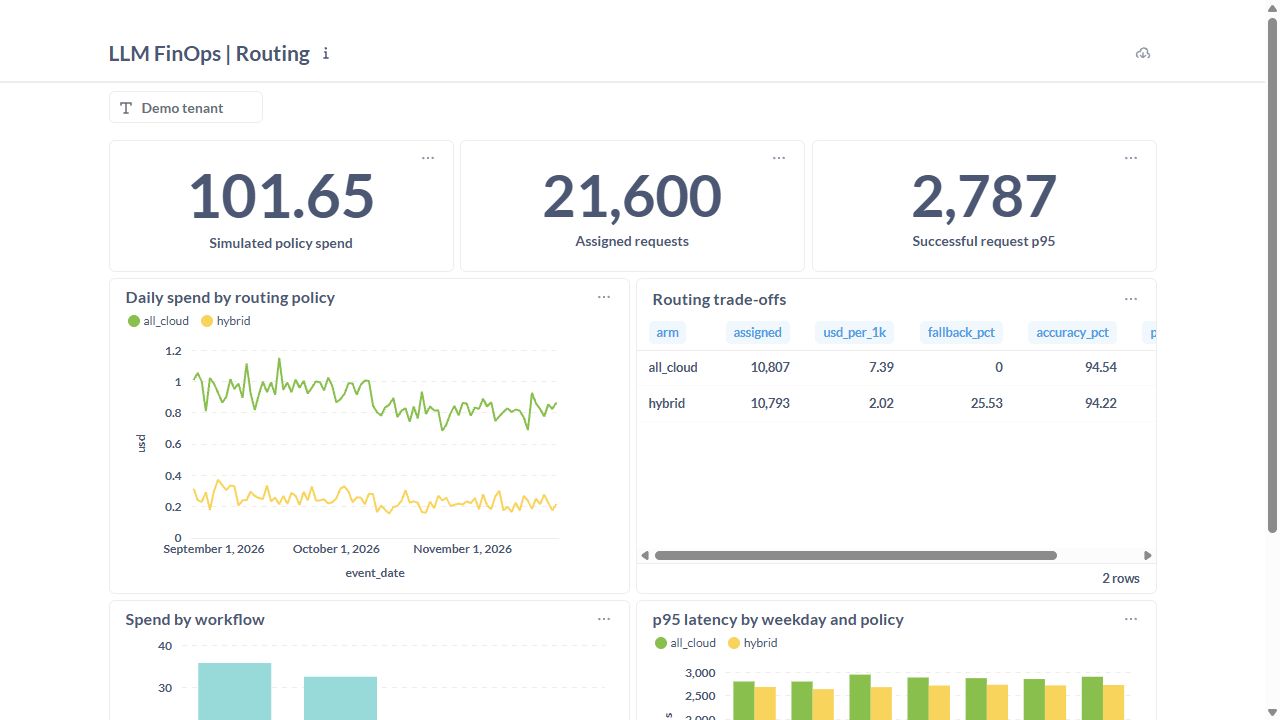 LLM FinOps | Routing
Demo tenant
101.65
Simulated policy spend
21,600
Assigned requests
2,787
Successful request p95
Daily spend by routing policy
all_cloud hybrid
1.2
1
0.8
0.6
0.4
0.2
0
usd
September 1, 2026 October 1, 2026 November 1, 2026
event_date
Routing trade-offs
arm assigned usd_per_1k fallback_pct accuracy_pct p
all_cloud 10,807 7.39 0 94.54
hybrid 10,793 2.02 25.53 94.22
2 rows
Spend by workflow
40
30
p95 latency by weekday and policy
all_cloud hybrid
3,000
2,500